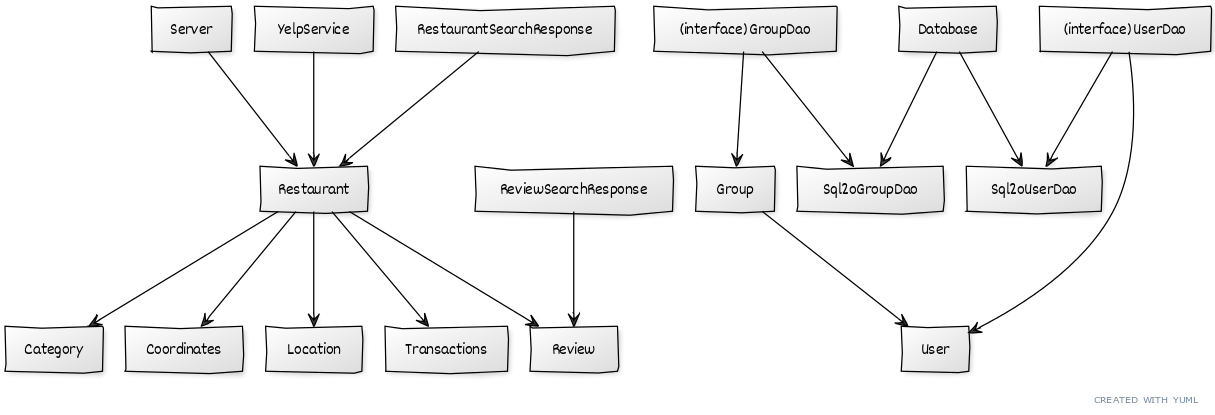 Server
YelpService
RestaurantSearchResponse
(interface)GroupDao
Database
(interface)UserDao
Restaurant
ReviewSearchResponse
Group
Sql2oGroupDao
Sql2oUserDao
Category
Coordinates
Location
Transactions
Review
User
CREATED WITH YUML